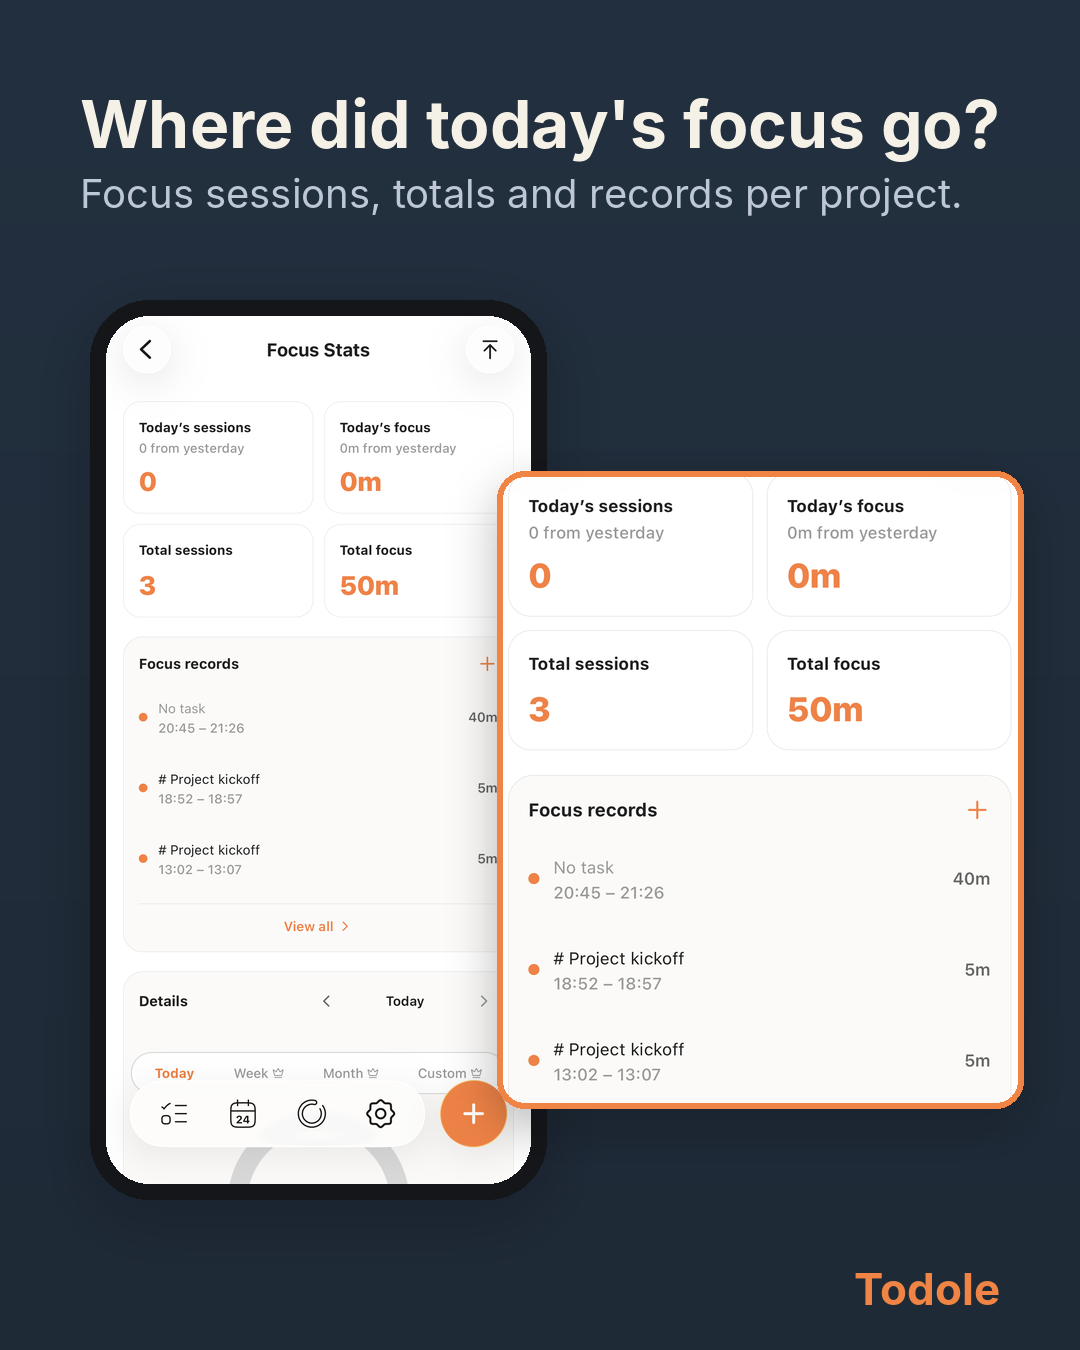 Where did today's focus go?
Focus sessions, totals and records per project.
Focus Stats
Today's sessions
0 from yesterday
0
Today's focus
0m from yesterday
0m
Total sessions
3
Total focus
50m
Focus records
No task
20:45 – 21:26
40m
# Project kickoff
18:52 – 18:57
5m
# Project kickoff
13:02 – 13:07
5m
View all
Details
Today
Today
Week
Month
Custom
24
Today's sessions
0 from yesterday
0
Today's focus
0m from yesterday
0m
Total sessions
3
Total focus
50m
Focus records
No task
20:45 – 21:26
40m
# Project kickoff
18:52 – 18:57
5m
# Project kickoff
13:02 – 13:07
5m
Todole